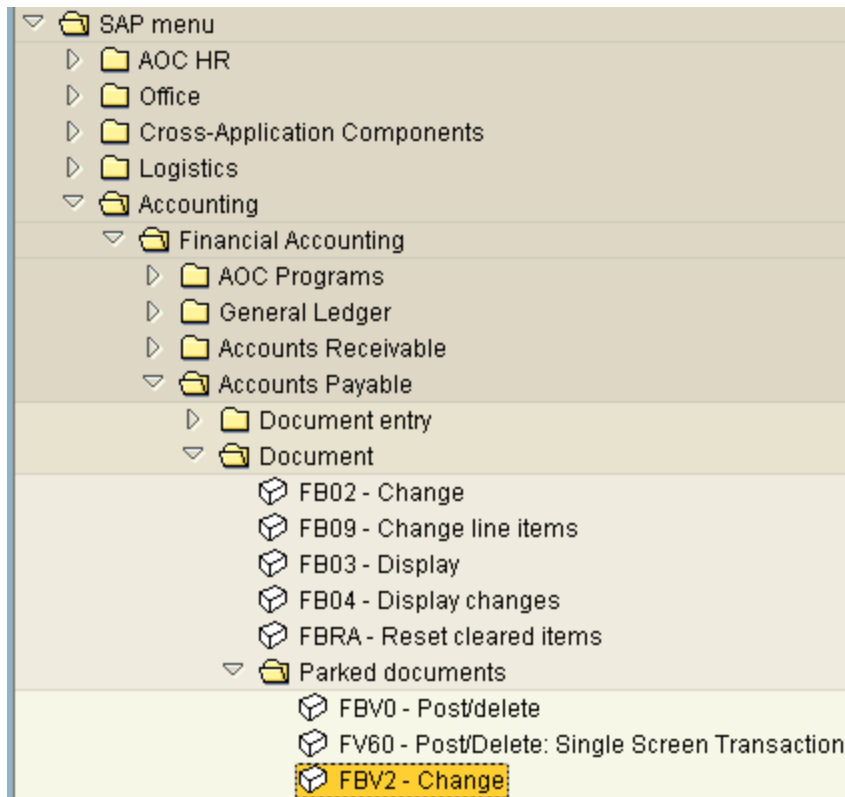 SAP menu
AOC HR
Office
Cross-Application Components
Logistics
Accounting
Financial Accounting
AOC Programs
General Ledger
Accounts Receivable
Accounts Payable
Document entry
Document
FB02 - Change
FB09 - Change line items
FB03 - Display
FB04 - Display changes
FBRA - Reset cleared items
Parked documents
FBV0 - Post/delete
FV60 - Post/Delete: Single Screen Transaction
FBV2 - Change